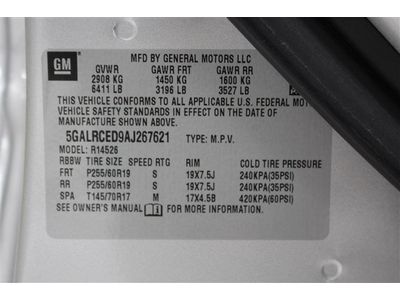 GM
MFD BY GENERAL MOTORS LLC
GVWR GAWR FRT GAWR RR
2908 KG 1450 KG 1600 KG
6411 LB 3196 LB 3527 LB
THIS VEHICLE CONFORMS TO ALL APPLICABLE U.S. FEDERAL MOTOR
VEHICLE SAFETY STANDARDS IN EFFECT ON THE DATE OF
MANUFACTURE SHOWN ABOVE.
5GALRCED9AJ267621 TYPE: M.P.V.
MODEL: R14526
RBBW TIRE SIZE SPEED RTG RIM COLD TIRE PRESSURE
FRT P255/60R19 S 19X7.5J 240KPA(35PSI)
RR P255/60R19 S 19X7.5J 240KPA(35PSI)
SPA T145/70R17 M 17X4.5B 420KPA(60PSI)
SEE OWNER'S MANUAL FOR MORE INFORMATION.